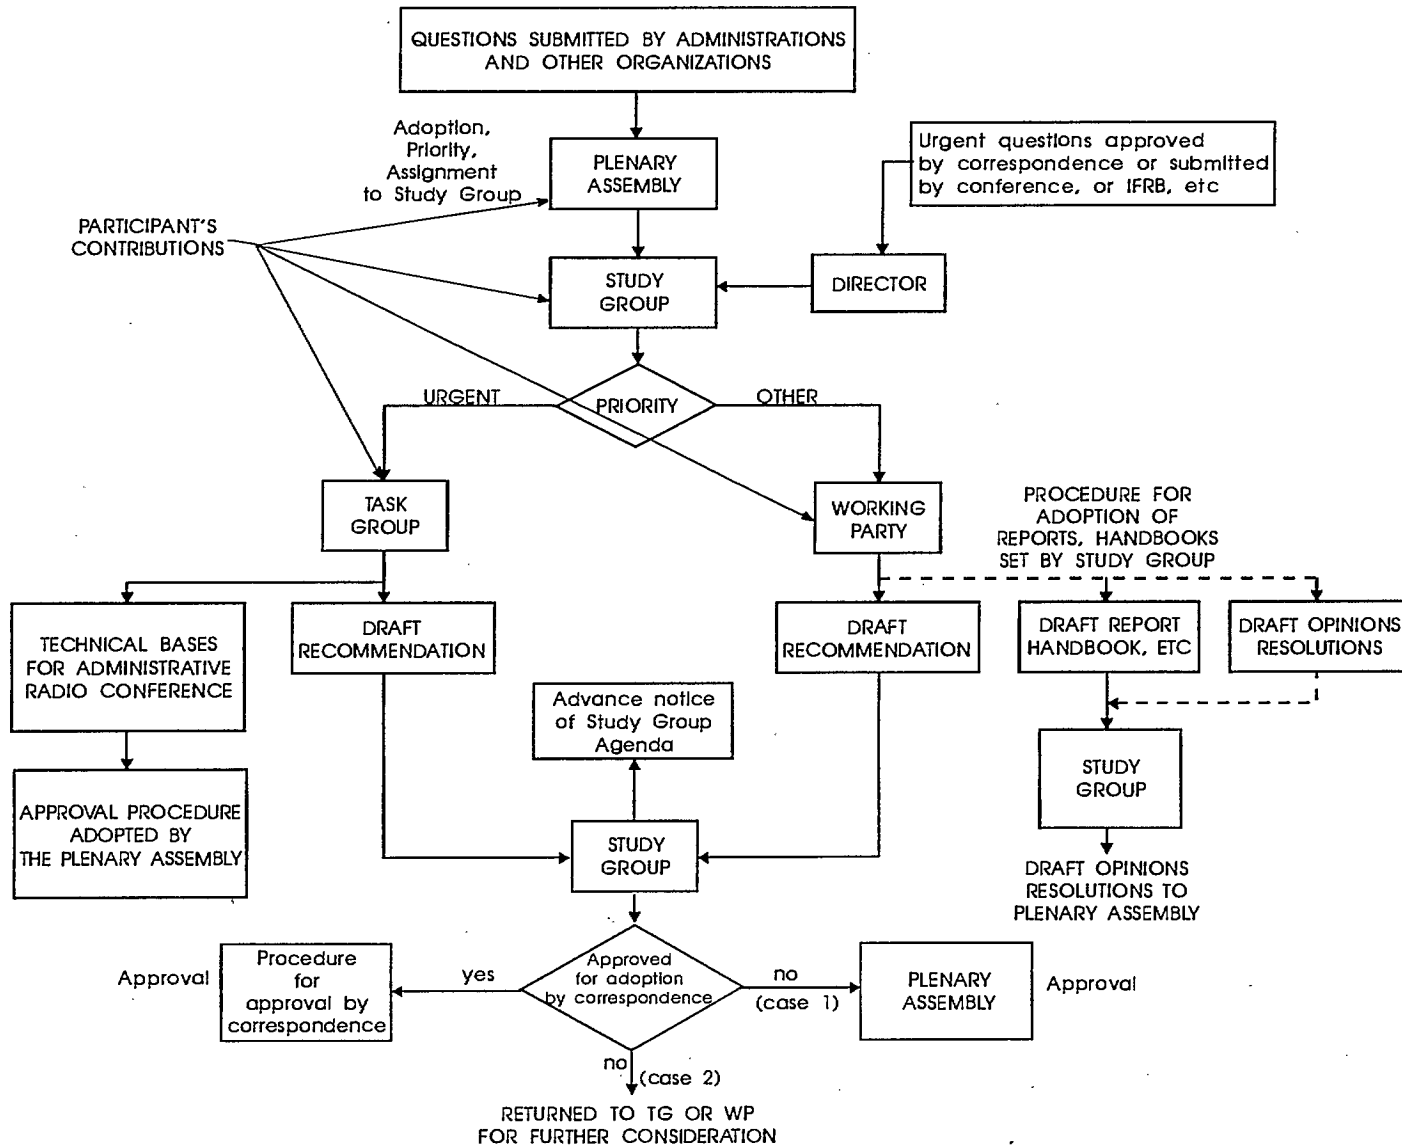 QUESTIONS SUBMITTED BY ADMINISTRATIONS
AND OTHER ORGANIZATIONS
Adoption,
Priority,
Assignment
to Study Group
PLENARY
ASSEMBLY
Urgent questions approved
by correspondence or submitted
by conference, or IFRB, etc
PARTICIPANT'S
CONTRIBUTIONS
STUDY
GROUP
DIRECTOR
URGENT
PRIORITY
OTHER
TASK
GROUP
WORKING
PARTY
PROCEDURE FOR
ADOPTION OF
REPORTS, HANDBOOKS
SET BY STUDY GROUP
TECHNICAL BASES
FOR ADMINISTRATIVE
RADIO CONFERENCE
DRAFT
RECOMMENDATION
DRAFT
RECOMMENDATION
DRAFT REPORT
HANDBOOK, ETC
DRAFT OPINIONS
RESOLUTIONS
Advance notice
of Study Group
Agenda
STUDY
GROUP
APPROVAL PROCEDURE
ADOPTED BY
THE PLENARY ASSEMBLY
STUDY
GROUP
DRAFT OPINIONS
RESOLUTIONS TO
PLENARY ASSEMBLY
Approval
Procedure
for
approval by
correspondence
yes
Approved
for adoption
by correspondence
no
(case 1)
PLENARY
ASSEMBLY
Approval
no
(case 2)
RETURNED TO TG OR WP
FOR FURTHER CONSIDERATION